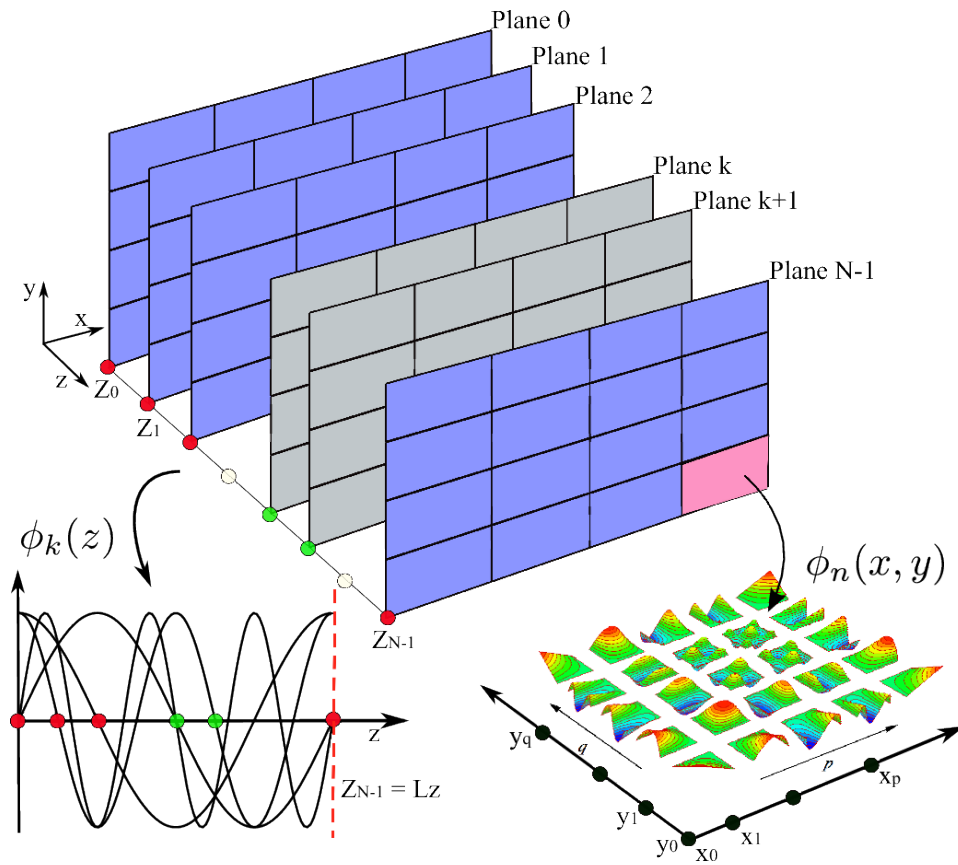 Plane 0
Plane 1
Plane 2
Plane k
Plane k+1
Plane N-1
y
x
z
Z0
Z1
ZN-1
ϕk(z)
ϕn(x, y)
z
ZN-1 = Lz
yq
q
y1
y0
x0
x1
p
xp